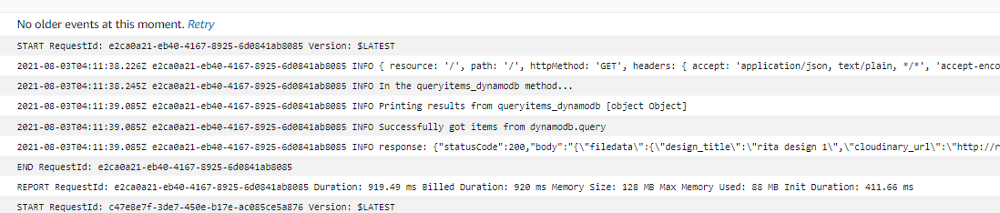 No older events at this moment. Retry
START RequestId: e2ca0a21-eb40-4167-8925-6d0841ab8085 Version: $LATEST
2021-08-03T04:11:38.226Z e2ca0a21-eb40-4167-8925-6d0841ab8085 INFO { resource: '/', path: '/', httpMethod: 'GET', headers: { accept: 'application/json, text/plain, */*', 'accept-enco
2021-08-03T04:11:38.245Z e2ca0a21-eb40-4167-8925-6d0841ab8085 INFO In the queryitems_dynamodb method...
2021-08-03T04:11:39.085Z e2ca0a21-eb40-4167-8925-6d0841ab8085 INFO Printing results from queryitems_dynamodb [object Object]
2021-08-03T04:11:39.085Z e2ca0a21-eb40-4167-8925-6d0841ab8085 INFO Successfully got items from dynamodb.query
2021-08-03T04:11:39.085Z e2ca0a21-eb40-4167-8925-6d0841ab8085 INFO response: {"statusCode":200,"body":"{\"filedata\":{\"design_title\":\"rita design 1\",\"cloudinary_url\":\"http://r
END RequestId: e2ca0a21-eb40-4167-8925-6d0841ab8085
REPORT RequestId: e2ca0a21-eb40-4167-8925-6d0841ab8085 Duration: 919.49 ms Billed Duration: 920 ms Memory Size: 128 MB Max Memory Used: 88 MB Init Duration: 411.66 ms
START RequestId: c47e8e7f-3de7-450e-b17e-ac085ce5a876 Version: $LATEST